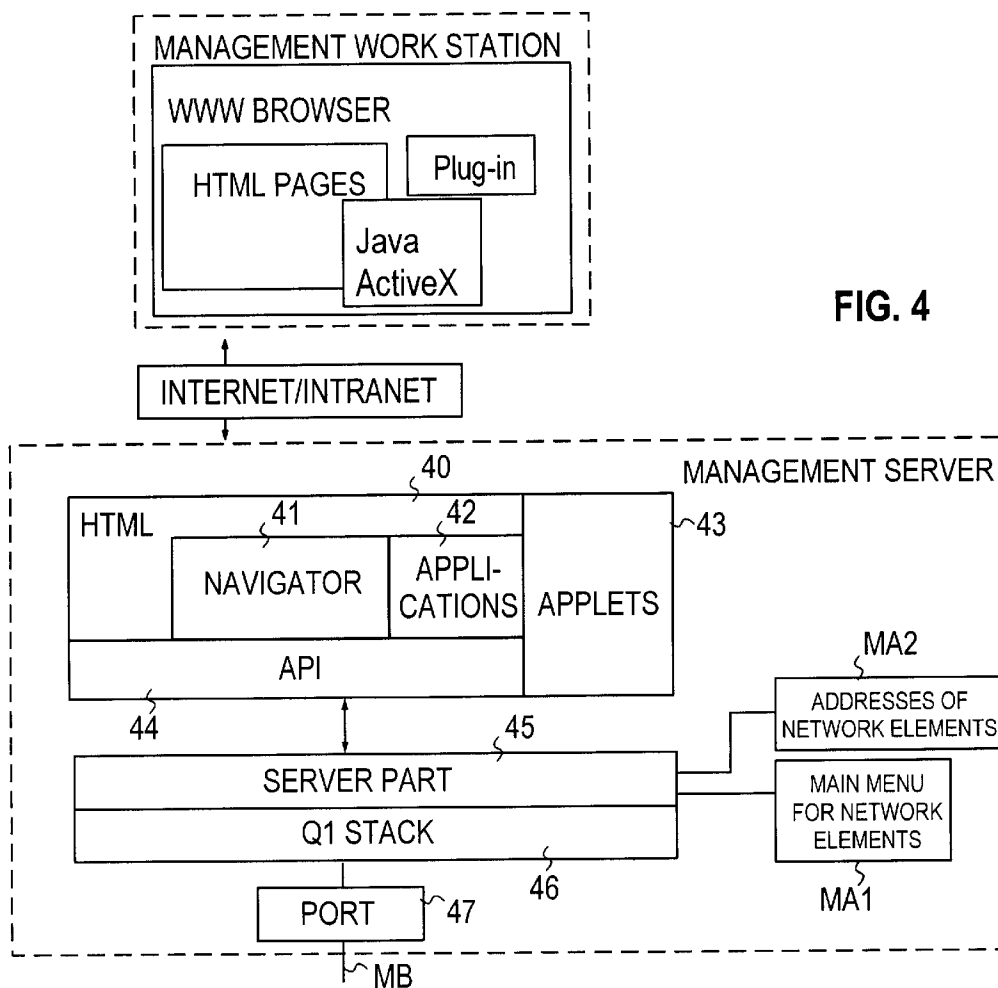 MANAGEMENT WORK STATION
WWW BROWSER
HTML PAGES
Plug-in
Java
ActiveX
FIG. 4
INTERNET/INTRANET
MANAGEMENT SERVER
40
HTML
41
42
43
NAVIGATOR
APPLI-
CATIONS
APPLETS
API
44
MA2
ADDRESSES OF
NETWORK ELEMENTS
45
SERVER PART
MAIN MENU
FOR NETWORK
ELEMENTS
Q1 STACK
46
MA1
PORT
47
MB